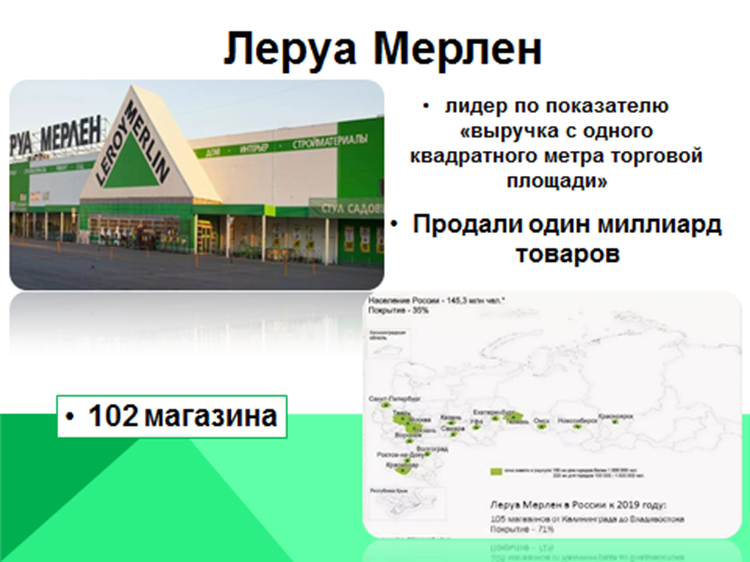 Леруа Мерлен
РУА МЕРЛЕН
LEROY
MERLIN
ДОМ · ИНТЕРЬЕР · СТРОЙМАТЕРИАЛЫ
СТУЛ САДОВ
• лидер по показателю
«выручка с одного
квадратного метра торговой
площади»
• Продали один миллиард
товаров
• 102 магазина
Население России - 145,3 млн чел.*
Покрытие - 35%
Калининградская
область
Санкт-Петербург
Тверь
Москва
Казань
Екатеринбург
Тюмень
Омск
Новосибирск
Красноярск
Рязань
Самара
Уфа
Воронеж
Волгоград
Ростов-на-Дону
Краснодар
Республика Крым
Леруа Мерлен в России к 2019 году:
105 магазинов от Калининграда до Владивостока
Покрытие - 71%